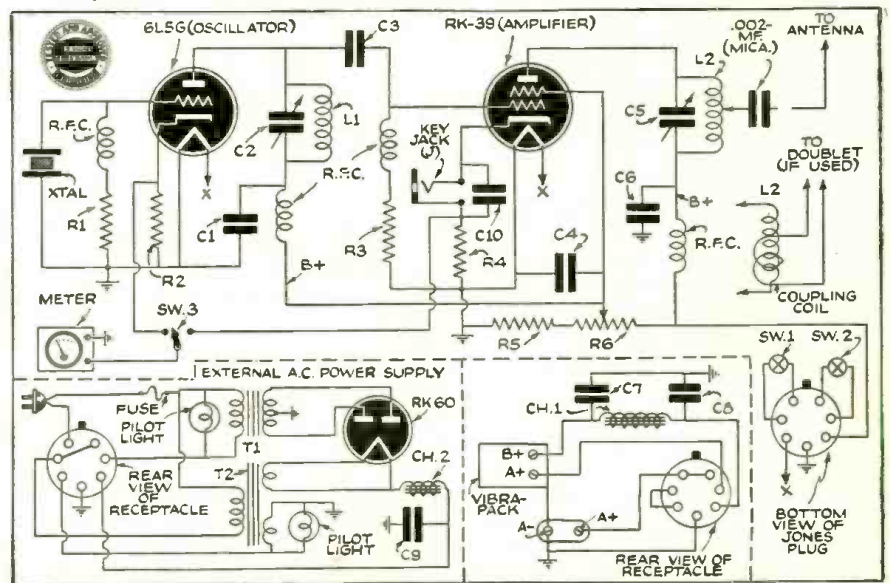 6L5G (OSCILLATOR)
C3
RK-39 (AMPLIFIER)
.002-
MF.
(MICA.)
TO
ANTENNA
L2
R.F.C.
C2
L1
C5
KEY
JACK
(J)
TO
DOUBLET
(IF USED)
XTAL
R.F.C.
X
X
C6
B+
L2
R1
C1
R3
C10
C4
R.F.C.
R2
B+
R4
COUPLING
COIL
METER
SW.3
R5
R6
SW.1
SW.2
EXTERNAL A.C. POWER SUPPLY
RK60
FUSE
PILOT
LIGHT
T1
CH.1
C7
C8
T2
CH.2
B+
A+
REAR
VIEW OF
RECEPTACLE
VIBRA-
PACK
X
PILOT
LIGHT
C9
A-
A+
REAR VIEW OF
RECEPTACLE
BOTTOM
VIEW OF
JONES
PLUG